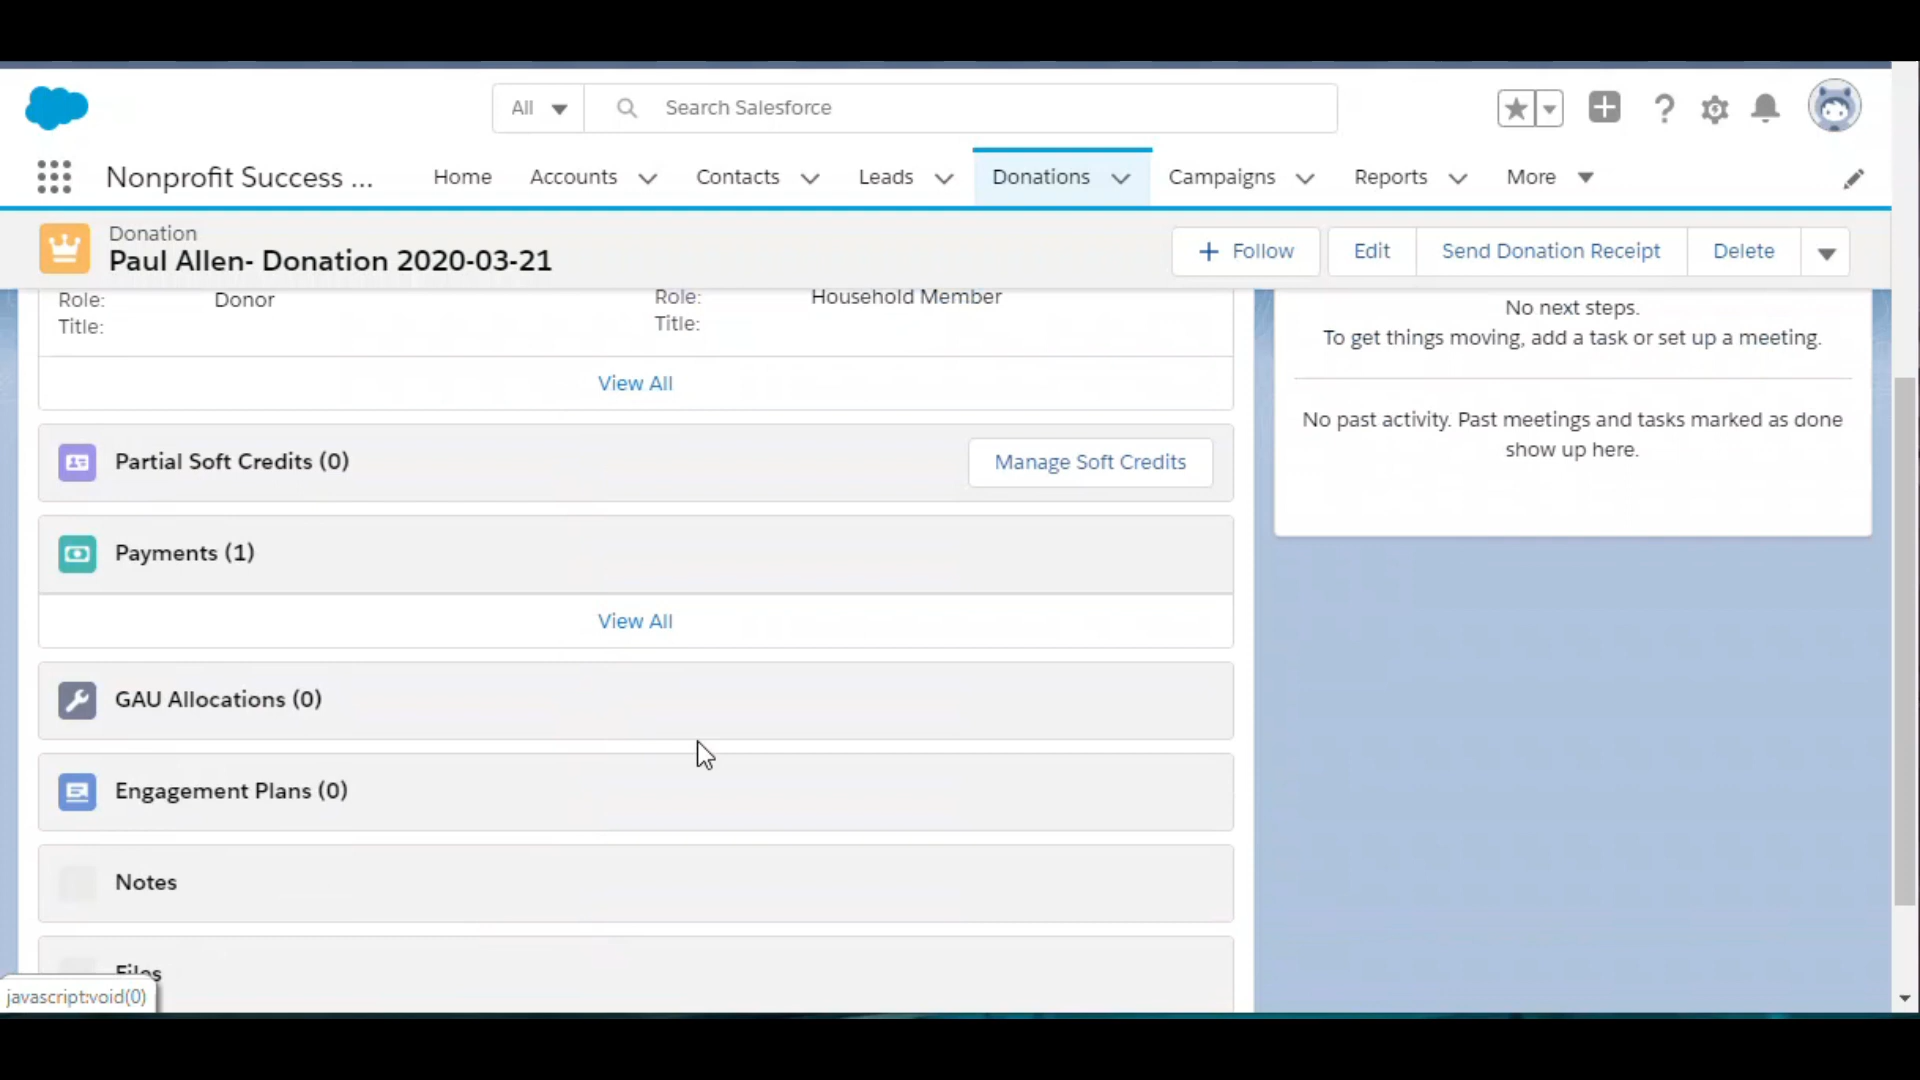 All
Search Salesforce
Nonprofit Success ...
Home
Accounts
Contacts
Leads
Donations
Campaigns
Reports
More
Donation
Paul Allen- Donation 2020-03-21
Follow
Edit
Send Donation Receipt
Delete
Role:
Donor
Title:
Role:
Household Member
Title:
View All
No next steps.
To get things moving, add a task or set up a meeting.
No past activity. Past meetings and tasks marked as done
show up here.
Partial Soft Credits (0)
Manage Soft Credits
Payments (1)
View All
GAU Allocations (0)
Engagement Plans (0)
Notes
Files
javascript:void(0)